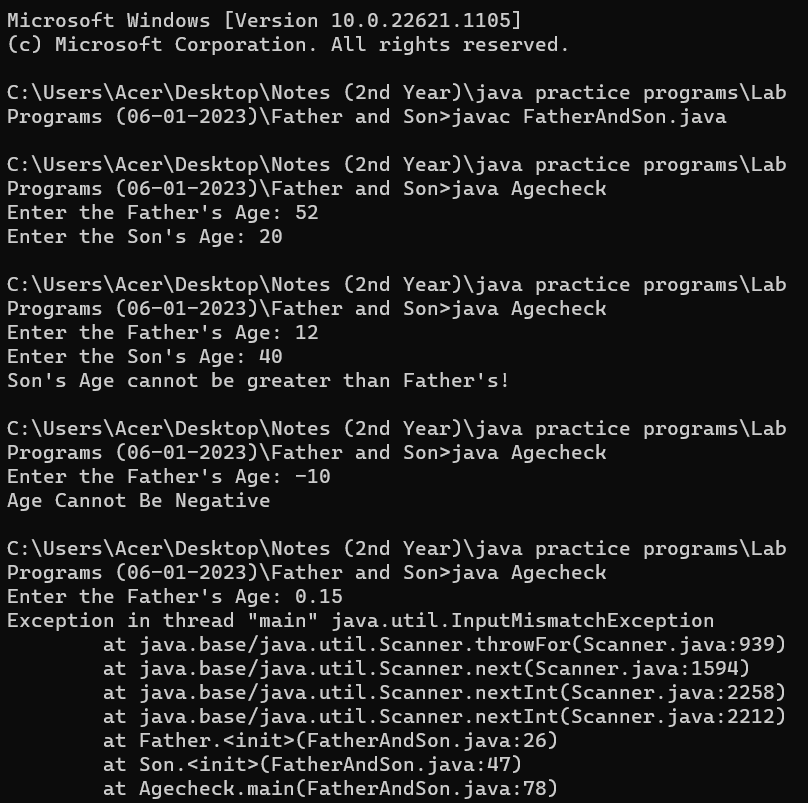 Microsoft Windows [Version 10.0.22621.1105]
(c) Microsoft Corporation. All rights reserved.
C:\Users\Acer\Desktop\Notes (2nd Year)\java practice programs\Lab
Programs (06-01-2023)\Father and Son>javac FatherAndSon.java
C:\Users\Acer\Desktop\Notes (2nd Year)\java practice programs\Lab
Programs (06-01-2023)\Father and Son>java Agecheck
Enter the Father's Age: 52
Enter the Son's Age: 20
C:\Users\Acer\Desktop\Notes (2nd Year)\java practice programs\Lab
Programs (06-01-2023)\Father and Son>java Agecheck
Enter the Father's Age: 12
Enter the Son's Age: 40
Son's Age cannot be greater than Father's!
C:\Users\Acer\Desktop\Notes (2nd Year)\java practice programs\Lab
Programs (06-01-2023)\Father and Son>java Agecheck
Enter the Father's Age: -10
Age Cannot Be Negative
C:\Users\Acer\Desktop\Notes (2nd Year)\java practice programs\Lab
Programs (06-01-2023)\Father and Son>java Agecheck
Enter the Father's Age: 0.15
Exception in thread "main" java.util.InputMismatchException
        at java.base/java.util.Scanner.throwFor(Scanner.java:939)
        at java.base/java.util.Scanner.next(Scanner.java:1594)
        at java.base/java.util.Scanner.nextInt(Scanner.java:2258)
        at java.base/java.util.Scanner.nextInt(Scanner.java:2212)
        at Father.<init>(FatherAndSon.java:26)
        at Son.<init>(FatherAndSon.java:47)
        at Agecheck.main(FatherAndSon.java:78)